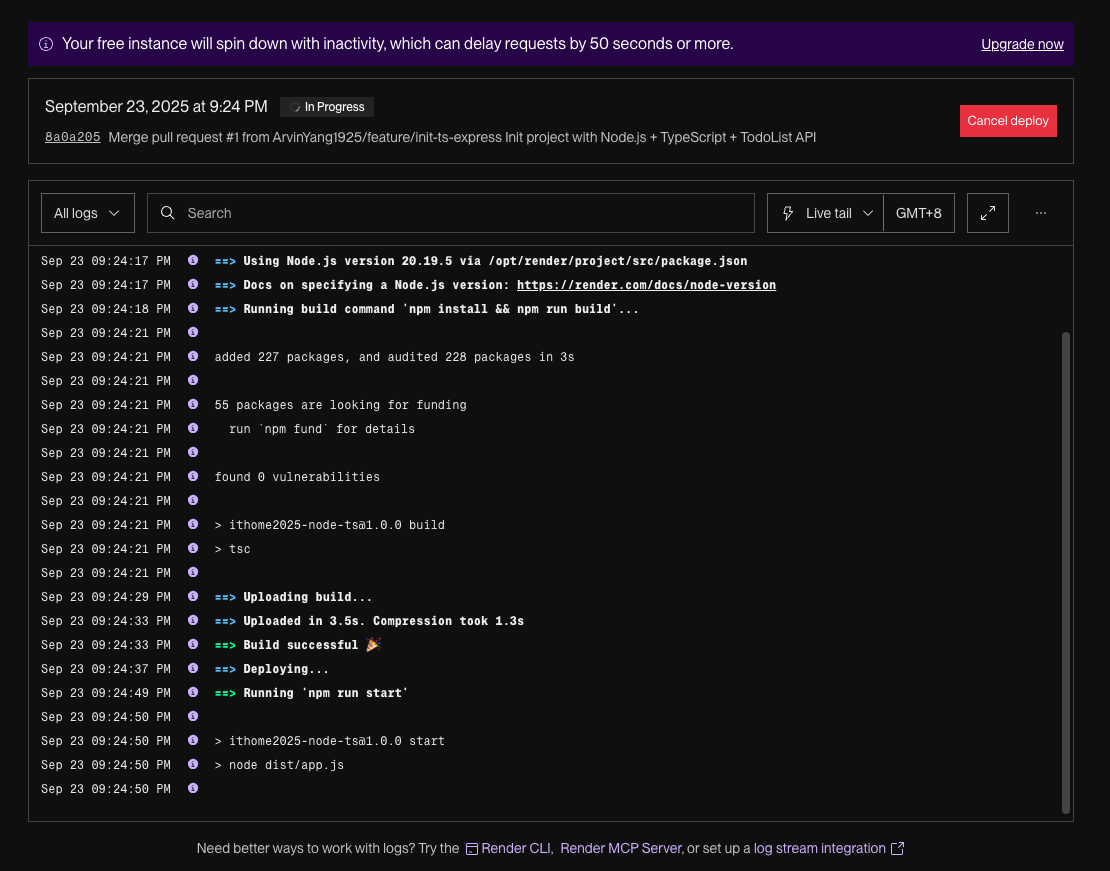 Your free instance will spin down with inactivity, which can delay requests by 50 seconds or more. Upgrade now
September 23, 2025 at 9:24 PM In Progress
Cancel deploy
8a0a205 Merge pull request #1 from ArvinYang1925/feature/init-ts-express Init project with Node.js + TypeScript + TodoList API
All logs Search Live tail GMT+8 ...
Sep 23 09:24:17 PM ==> Using Node.js version 20.19.5 via /opt/render/project/src/package.json
Sep 23 09:24:17 PM ==> Docs on specifying a Node.js version: https://render.com/docs/node-version
Sep 23 09:24:18 PM ==> Running build command 'npm install && npm run build'...
Sep 23 09:24:21 PM
Sep 23 09:24:21 PM added 227 packages, and audited 228 packages in 3s
Sep 23 09:24:21 PM
Sep 23 09:24:21 PM 55 packages are looking for funding
Sep 23 09:24:21 PM run `npm fund` for details
Sep 23 09:24:21 PM
Sep 23 09:24:21 PM found 0 vulnerabilities
Sep 23 09:24:21 PM
Sep 23 09:24:21 PM > ithome2025-node-ts@1.0.0 build
Sep 23 09:24:21 PM > tsc
Sep 23 09:24:21 PM
Sep 23 09:24:29 PM ==> Uploading build...
Sep 23 09:24:33 PM ==> Uploaded in 3.5s. Compression took 1.3s
Sep 23 09:24:33 PM ==> Build successful 🎉
Sep 23 09:24:37 PM ==> Deploying...
Sep 23 09:24:49 PM ==> Running 'npm run start'
Sep 23 09:24:50 PM
Sep 23 09:24:50 PM > ithome2025-node-ts@1.0.0 start
Sep 23 09:24:50 PM > node dist/app.js
Sep 23 09:24:50 PM
Need better ways to work with logs? Try the Render CLI, Render MCP Server, or set up a log stream integration